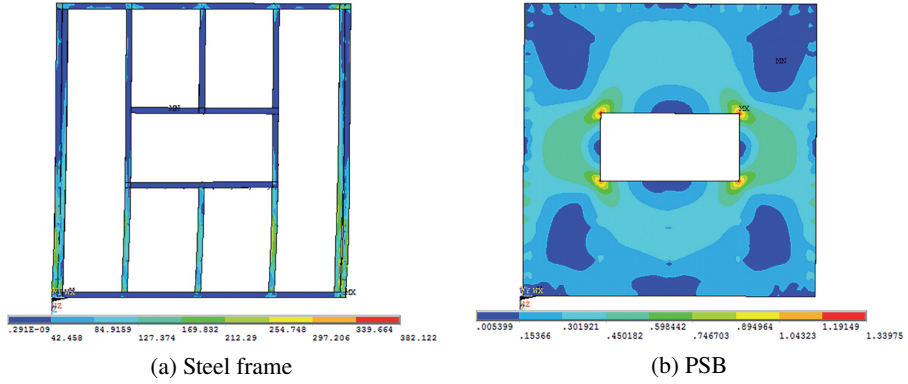 MN
MX
MN
MX
WX
Z
WX
Z
.291E-09 84.9159 169.832 254.748 339.664
42.458 127.374 212.29 297.206 382.122
.005399 .301921 .598442 .894964 1.19149
.15366 .450182 .746703 1.04323 1.33975
(a) Steel frame
(b) PSB